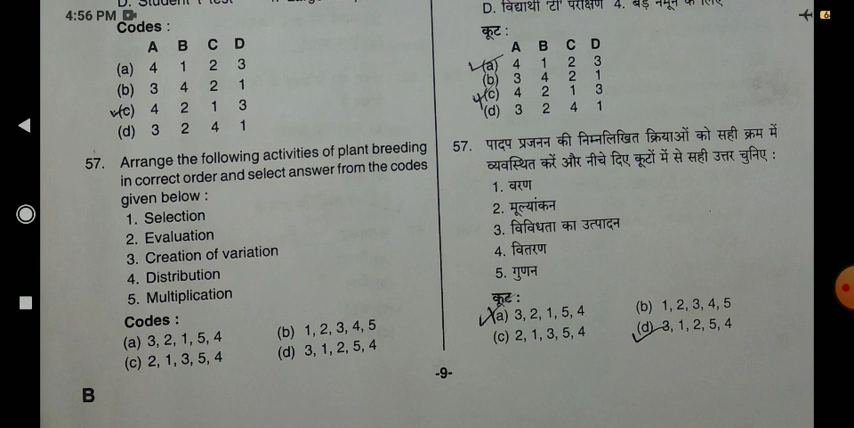 4:56 PM
Codes :
A B C D
(a) 4 1 2 3
(b) 3 4 2 1
(c) 4 2 1 3
(d) 3 2 4 1
57. Arrange the following activities of plant breeding
in correct order and select answer from the codes
given below :
1. Selection
2. Evaluation
3. Creation of variation
4. Distribution
5. Multiplication
Codes :
(a) 3, 2, 1, 5, 4 (b) 1, 2, 3, 4, 5
(c) 2, 1, 3, 5, 4 (d) 3, 1, 2, 5, 4
B
D. विद्यार्थी 'टी' परीक्षण 4. बड़े नमूने के लिए
कूट :
A B C D
(a) 4 1 2 3
(b) 3 4 2 1
(c) 4 2 1 3
(d) 3 2 4 1
57. पादप प्रजनन की निम्नलिखित क्रियाओं को सही क्रम में
व्यवस्थित करें और नीचे दिए कूटों में से सही उत्तर चुनिए :
1. वरण
2. मूल्यांकन
3. विविधता का उत्पादन
4. वितरण
5. गुणन
कूट :
(a) 3, 2, 1, 5, 4 (b) 1, 2, 3, 4, 5
(c) 2, 1, 3, 5, 4 (d) 3, 1, 2, 5, 4
-9-